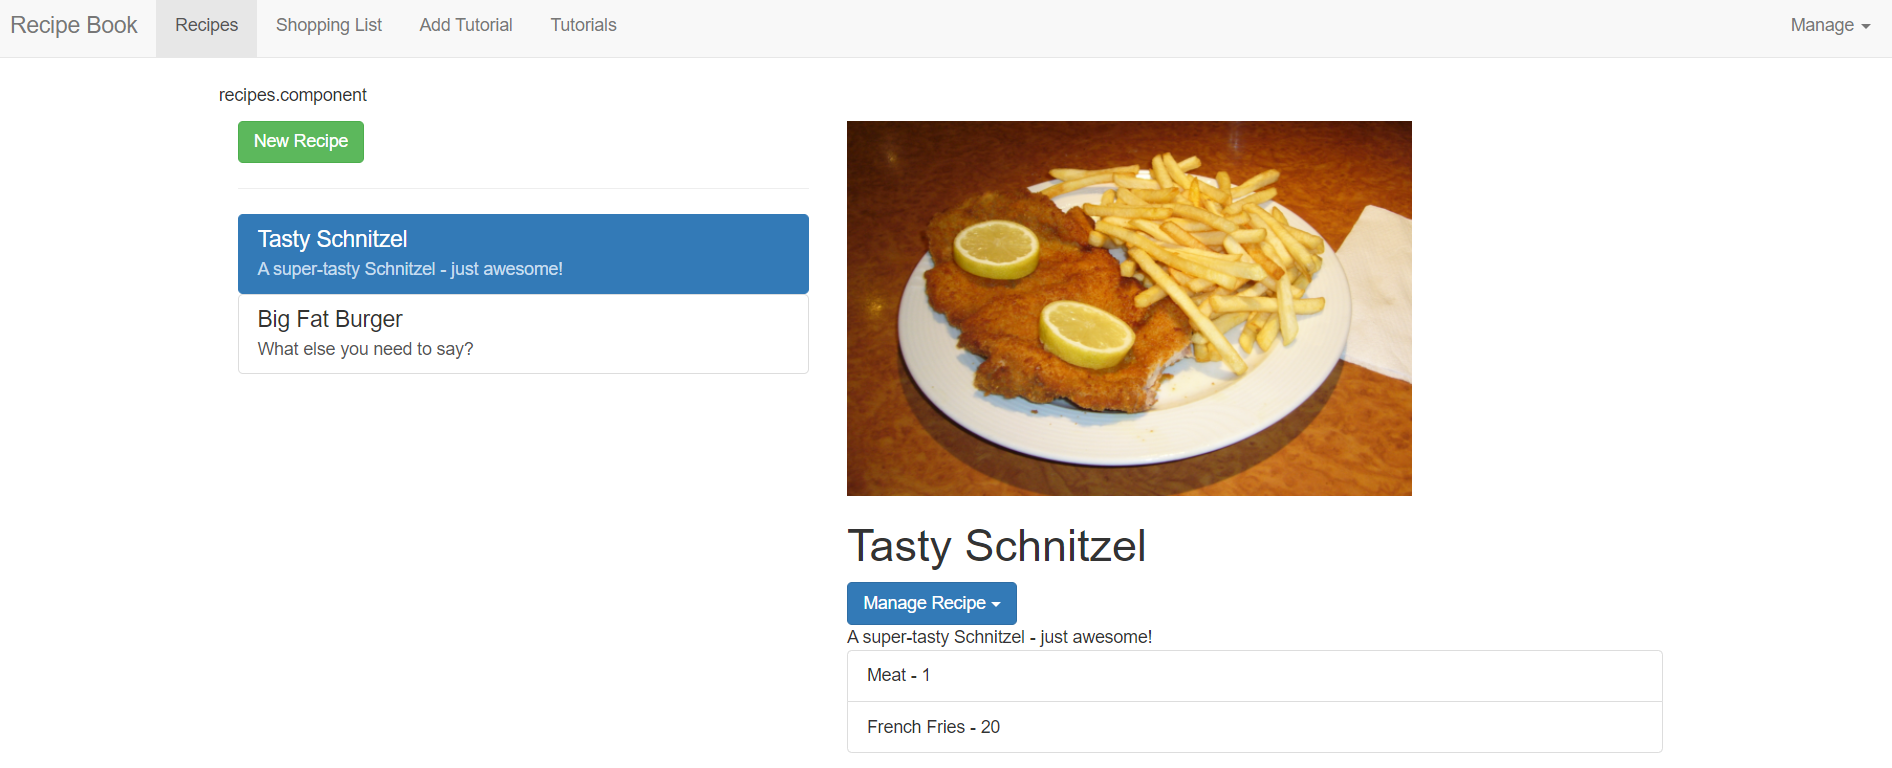 Recipe Book Recipes Shopping List Add Tutorial Tutorials Manage
recipes.component
New Recipe
Tasty Schnitzel
A super-tasty Schnitzel - just awesome!
Big Fat Burger
What else you need to say?
Tasty Schnitzel
Manage Recipe
A super-tasty Schnitzel - just awesome!
Meat - 1
French Fries - 20